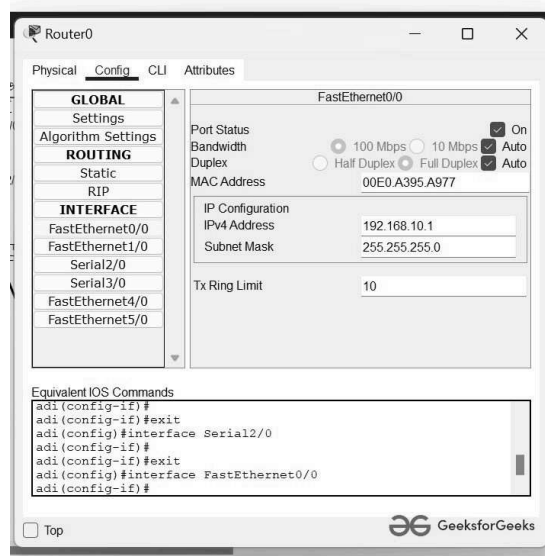 Router0
Physical Config CLI Attributes
GLOBAL
Settings
Algorithm Settings
ROUTING
Static
RIP
INTERFACE
FastEthernet0/0
FastEthernet1/0
Serial2/0
Serial3/0
FastEthernet4/0
FastEthernet5/0
FastEthernet0/0
Port Status On
Bandwidth 100 Mbps 10 Mbps Auto
Duplex Half Duplex Full Duplex Auto
MAC Address 00E0.A395.A977
IP Configuration
IPv4 Address 192.168.10.1
Subnet Mask 255.255.255.0
Tx Ring Limit 10
Equivalent IOS Commands
adi(config-if)#
adi(config-if)#exit
adi(config)#interface Serial2/0
adi(config-if)#
adi(config-if)#exit
adi(config)#interface FastEthernet0/0
adi(config-if)#
Top
GeeksforGeeks